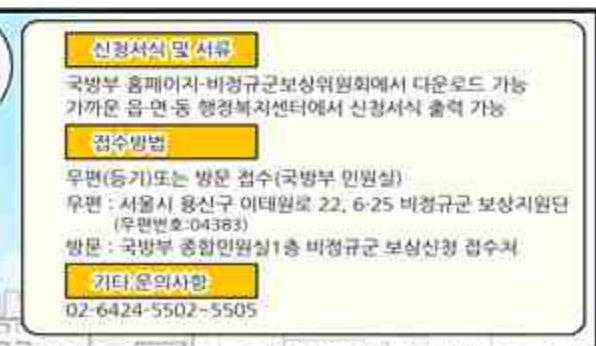 신청서식 및 서류
국방부 홈페이지-비정규군보상위원회에서 다운로드 가능
가까운 읍·면·동 행정복지센터에서 신청서식 출력 가능
접수방법
우편(등기)또는 방문 접수(국방부 민원실)
우편 : 서울시 용산구 이태원로 22, 6·25 비정규군 보상지원단
(우편번호:04383)
방문 : 국방부 종합민원실1층 비정규군 보상신청 접수처
기타 문의사항
02-6424-5502~5505